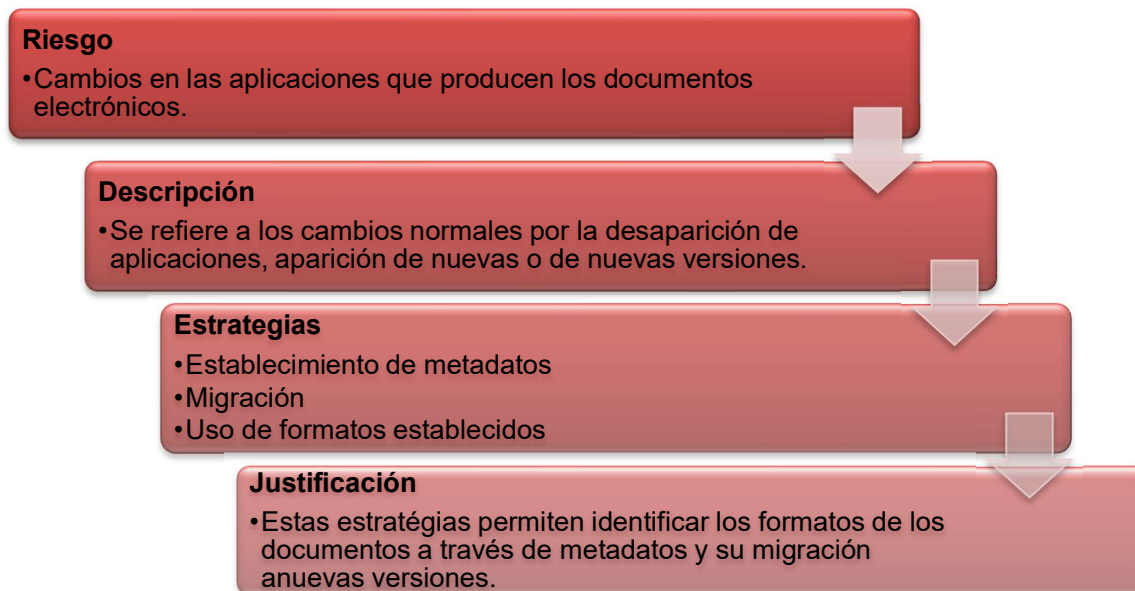 Riesgo
•Cambios en las aplicaciones que producen los documentos
electrónicos.
Descripción
•Se refiere a los cambios normales por la desaparición de
aplicaciones, aparición de nuevas o de nuevas versiones.
Estrategias
•Establecimiento de metadatos
•Migración
•Uso de formatos establecidos
Justificación
•Estas estratégias permiten identificar los formatos de los
documentos a través de metadatos y su migración
anuevas versiones.